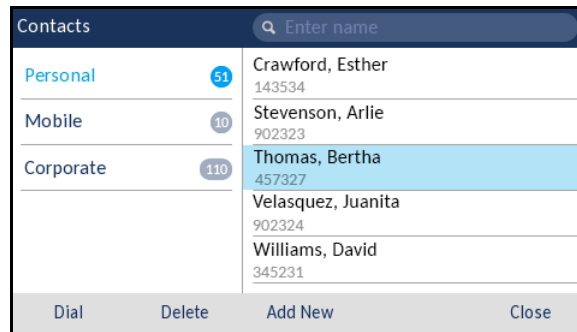 Contacts
Enter name
Personal 51
Mobile 10
Corporate 110
Crawford, Esther
143534
Stevenson, Arlie
902323
Thomas, Bertha
457327
Velasquez, Juanita
902324
Williams, David
345231
Dial Delete Add New Close